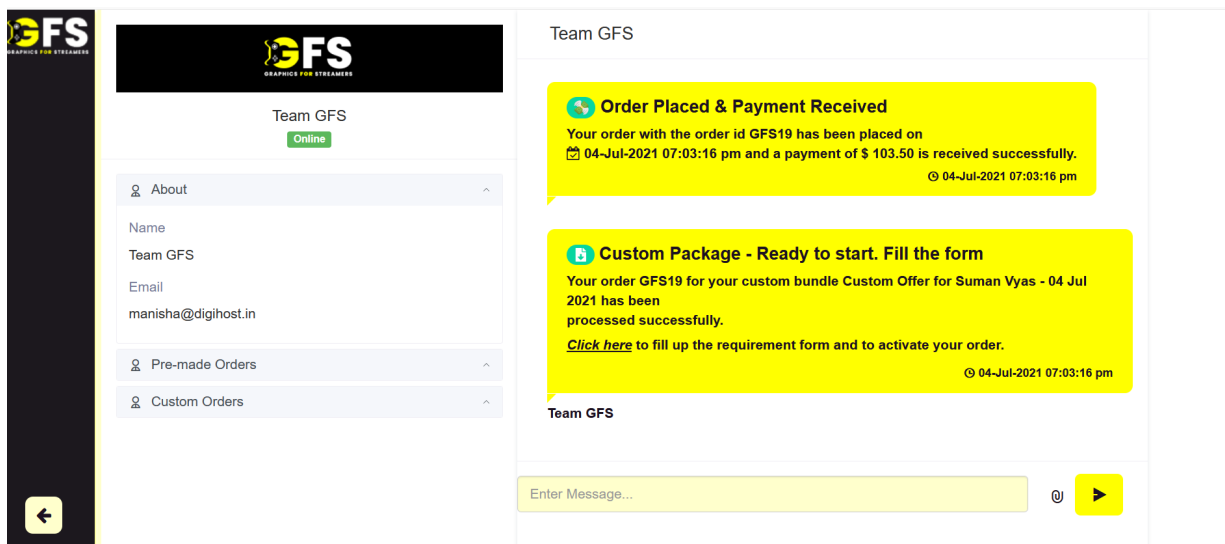 GFS
GRAPHICS FOR STREAMERS
GFS
GRAPHICS FOR STREAMERS
Team GFS
Online
About
Name
Team GFS
Email
manisha@digihost.in
Pre-made Orders
Custom Orders
Team GFS
Order Placed & Payment Received
Your order with the order id GFS19 has been placed on
04-Jul-2021 07:03:16 pm and a payment of $ 103.50 is received successfully.
04-Jul-2021 07:03:16 pm
Custom Package - Ready to start. Fill the form
Your order GFS19 for your custom bundle Custom Offer for Suman Vyas - 04 Jul
2021 has been
processed successfully.
Click here to fill up the requirement form and to activate your order.
04-Jul-2021 07:03:16 pm
Team GFS
Enter Message...